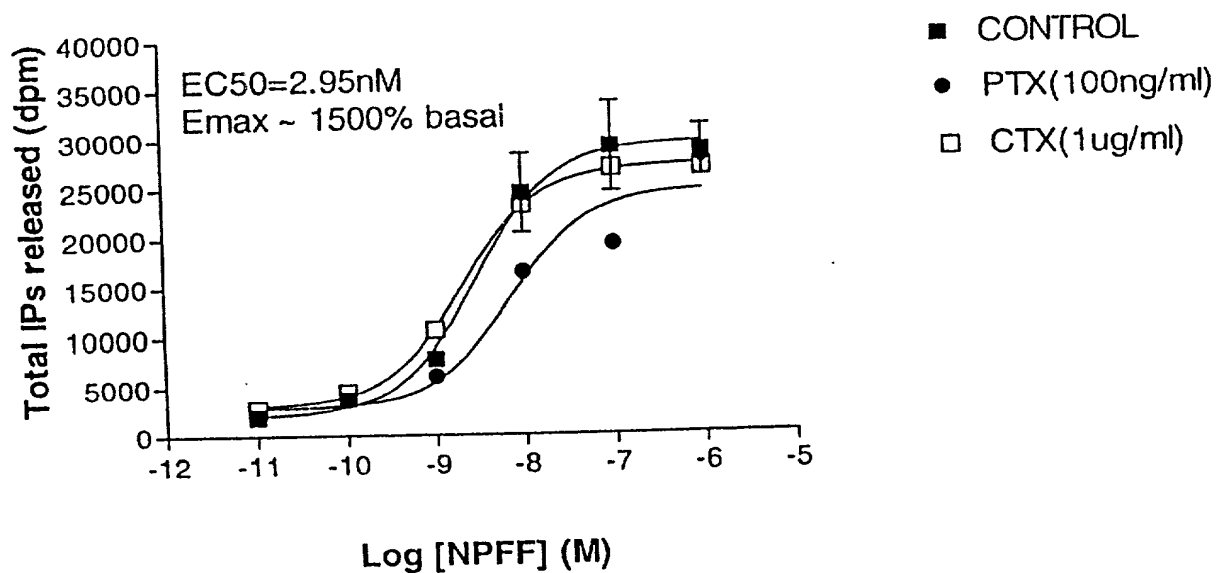 Total IPs released (dpm)
40000
35000
30000
25000
20000
15000
10000
5000
0
EC50=2.95nM
Emax ~ 1500% basal
CONTROL
PTX(100ng/ml)
CTX(1ug/ml)
-12
-11
-10
-9
-8
-7
-6
-5
Log [NPFF] (M)